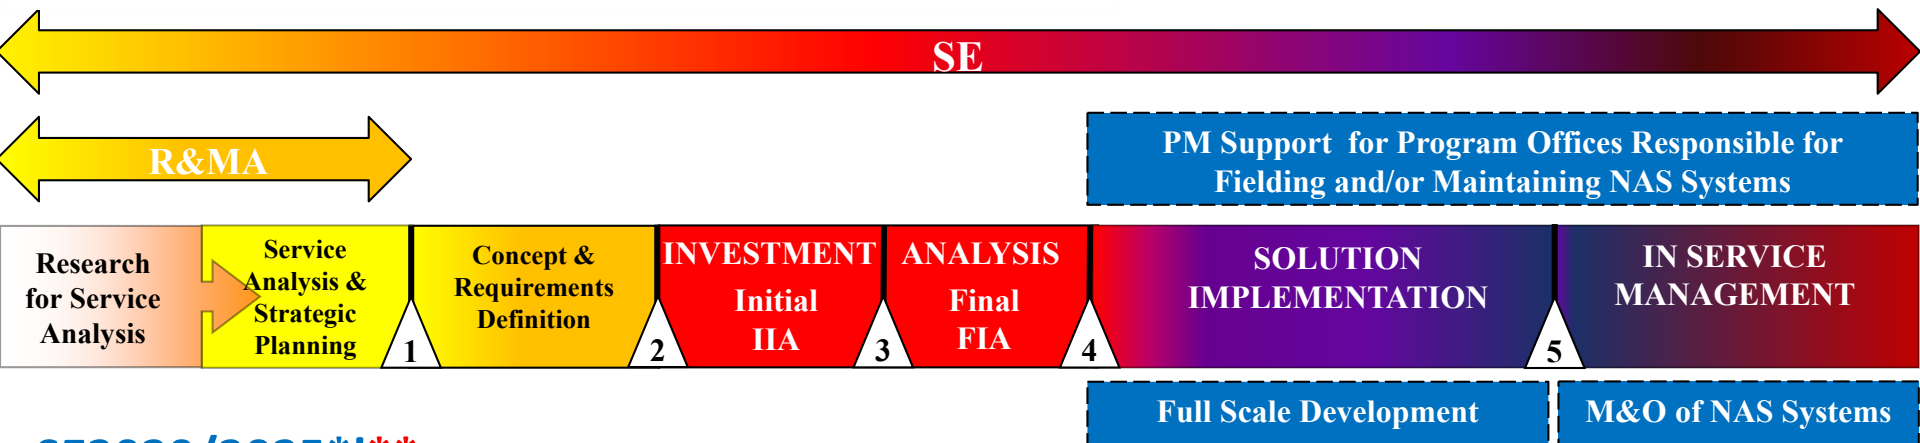 SE
R&MA
PM Support for Program Offices Responsible for
Fielding and/or Maintaining NAS Systems
Research
for Service
Analysis
Service
Analysis &
Strategic
Planning
1
Concept &
Requirements
Definition
2
INVESTMENT
Initial
IIA
3
ANALYSIS
Final
FIA
4
SOLUTION
IMPLEMENTATION
5
IN SERVICE
MANAGEMENT
Full Scale Development
M&O of NAS Systems